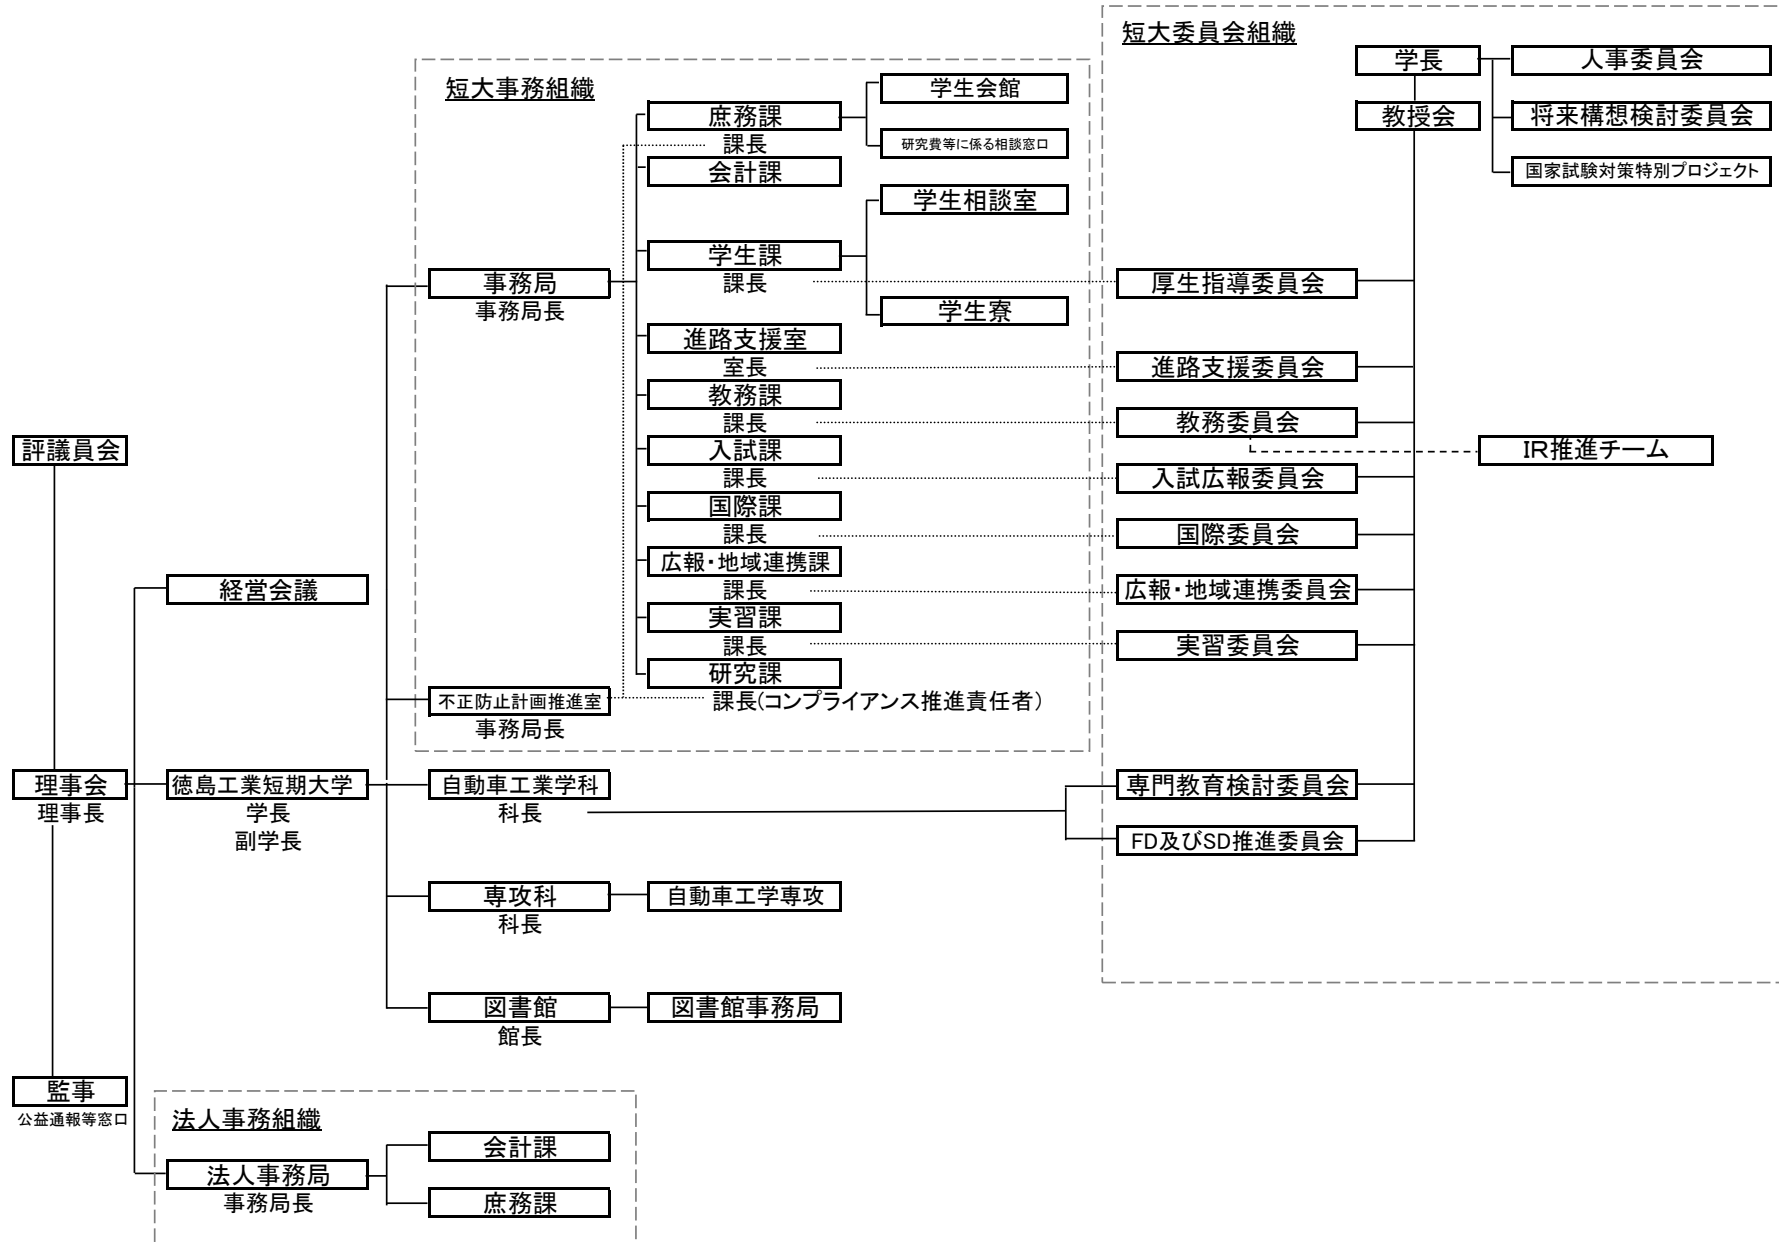 短大委員会組織
学長
人事委員会
教授会
将来構想検討委員会
国家試験対策特別プロジェクト
短大事務組織
庶務課
課長
学生会館
研究費等に係る相談窓口
会計課
学生相談室
学生課
課長
学生寮
事務局
事務局長
進路支援室
室長
教務課
課長
入試課
課長
国際課
課長
広報・地域連携課
課長
実習課
課長
研究課
課長(コンプライアンス推進責任者)
不正防止計画推進室
事務局長
厚生指導委員会
進路支援委員会
教務委員会
IR推進チーム
入試広報委員会
国際委員会
広報・地域連携委員会
実習委員会
専門教育検討委員会
FD及びSD推進委員会
評議員会
経営会議
理事会
理事長
徳島工業短期大学
学長
副学長
自動車工業学科
科長
専攻科
科長
自動車工学専攻
図書館
館長
図書館事務局
監事
公益通報等窓口
法人事務組織
法人事務局
事務局長
会計課
庶務課